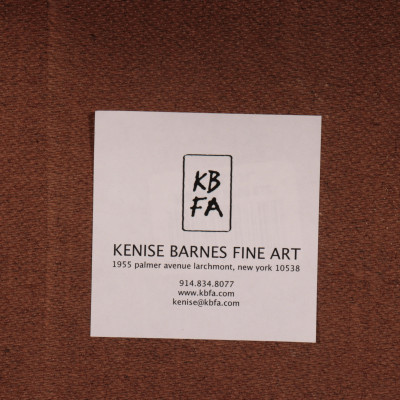 KB
FA
KENISE BARNES FINE ART
1955 palmer avenue larchmont, new york 10538
914.834.8077
www.kbfa.com
kenise@kbfa.com